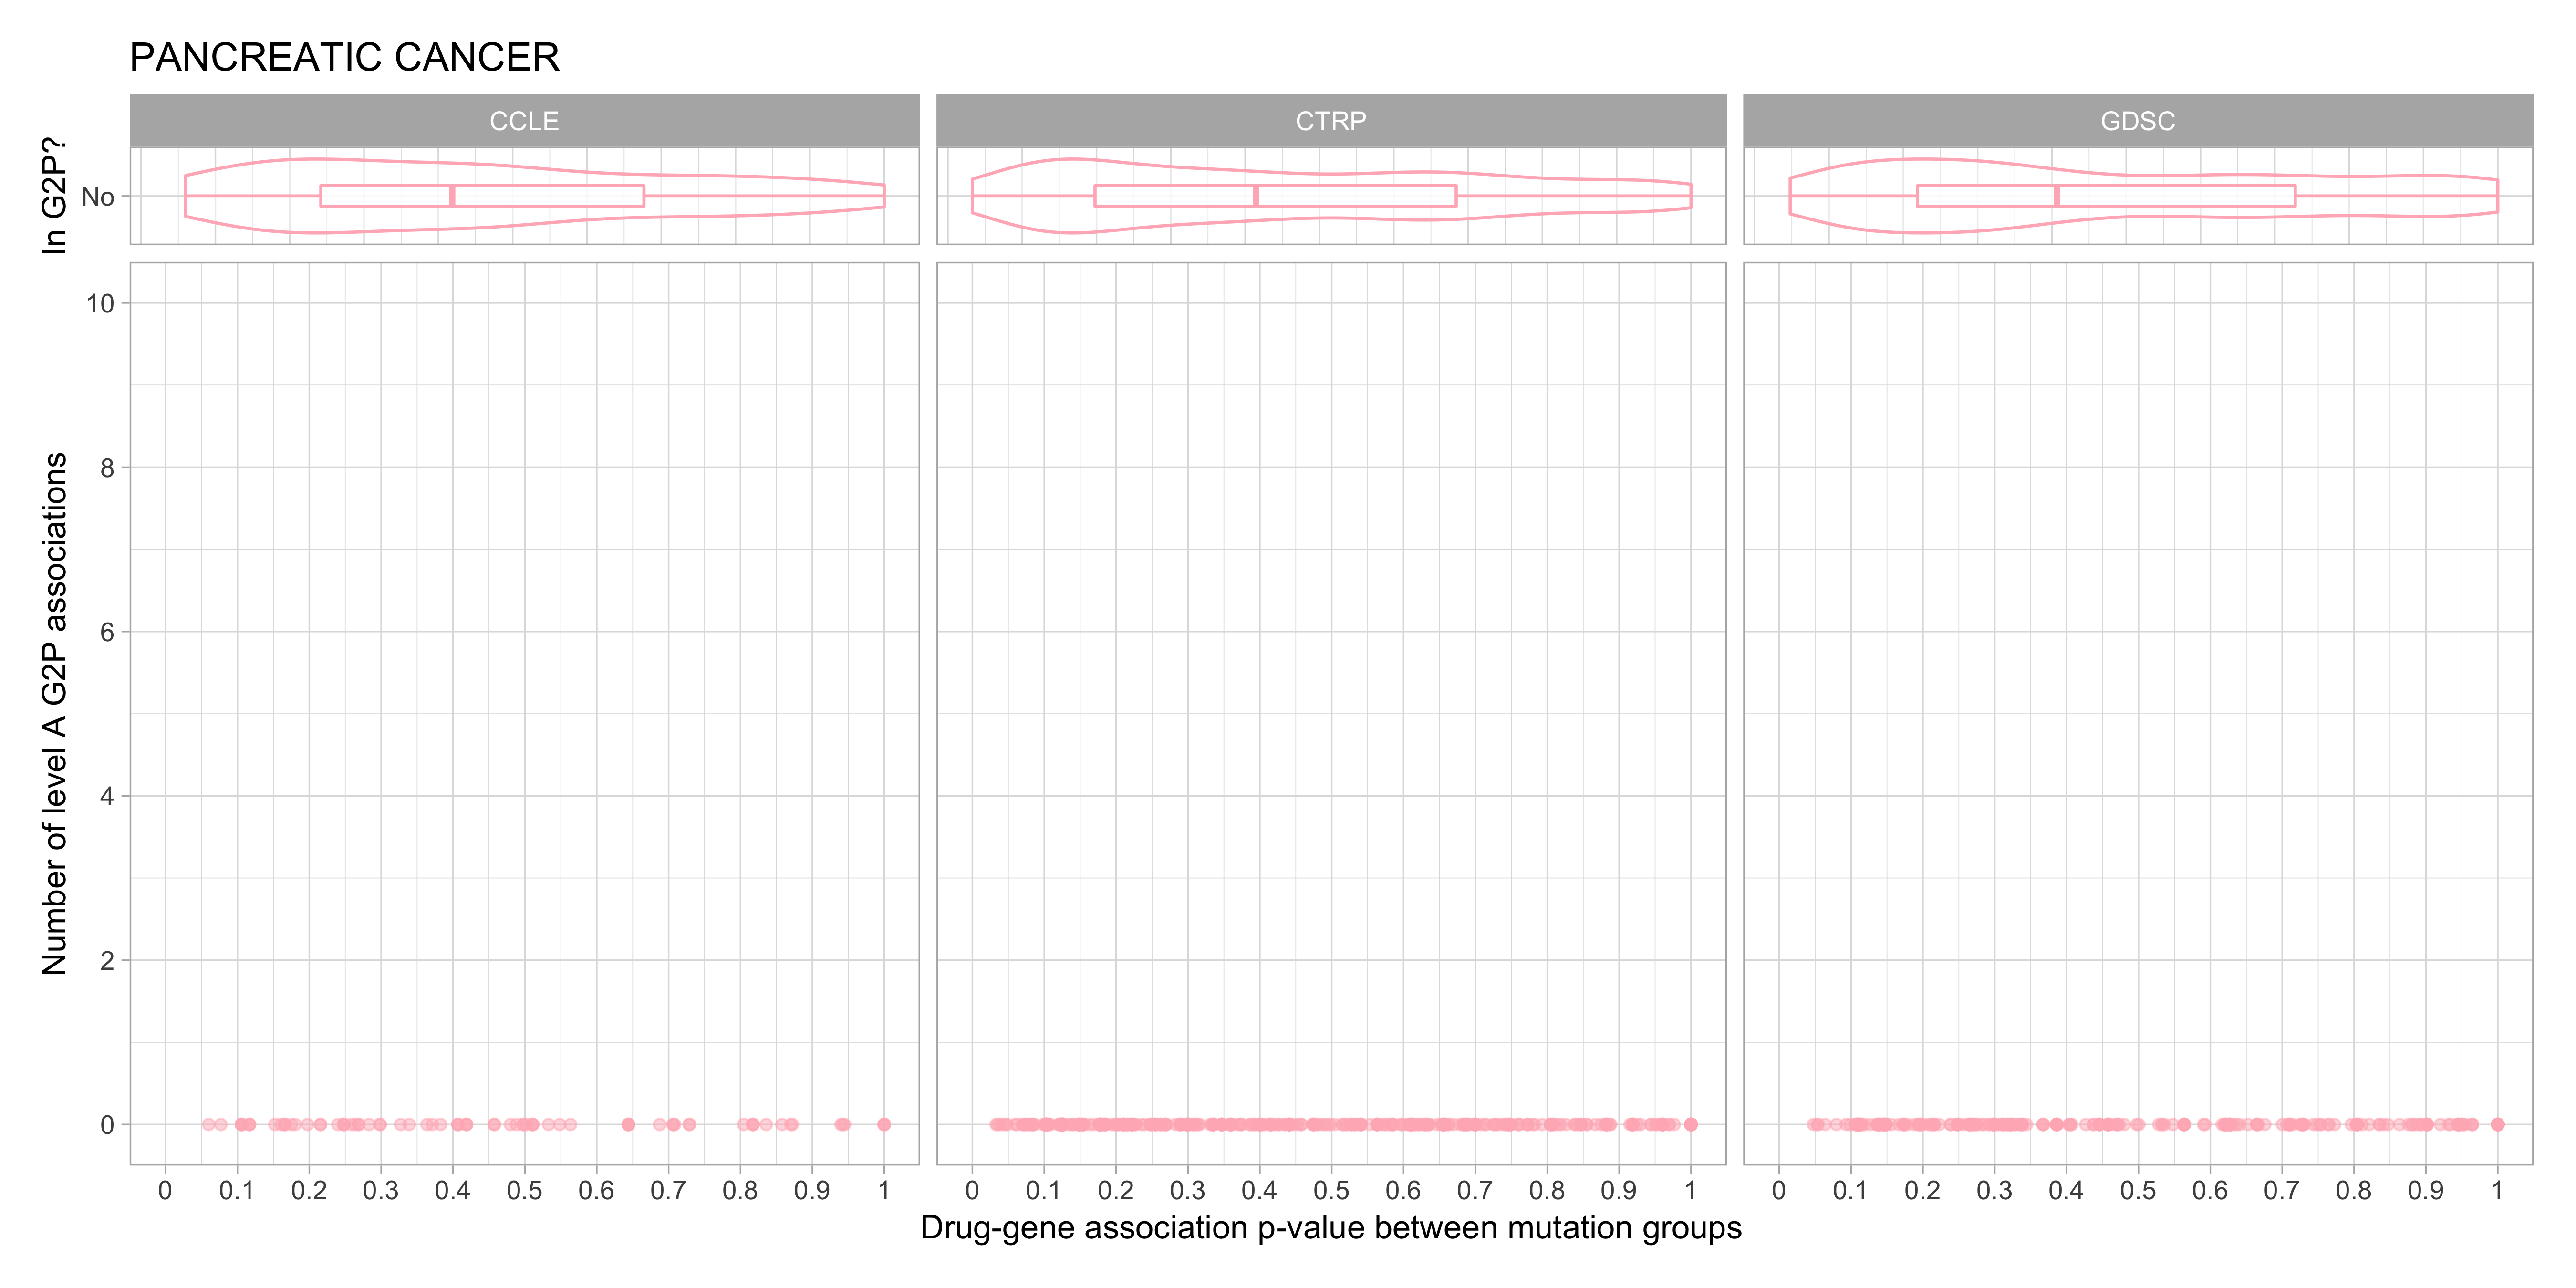 PANCREATIC CANCER
CCLE CTRP GDSC
In G2P?
No
Number of level A G2P associations
10
8
6
4
2
0
0 0.1 0.2 0.3 0.4 0.5 0.6 0.7 0.8 0.9 1 0 0.1 0.2 0.3 0.4 0.5 0.6 0.7 0.8 0.9 1 0 0.1 0.2 0.3 0.4 0.5 0.6 0.7 0.8 0.9 1
Drug-gene association p-value between mutation groups